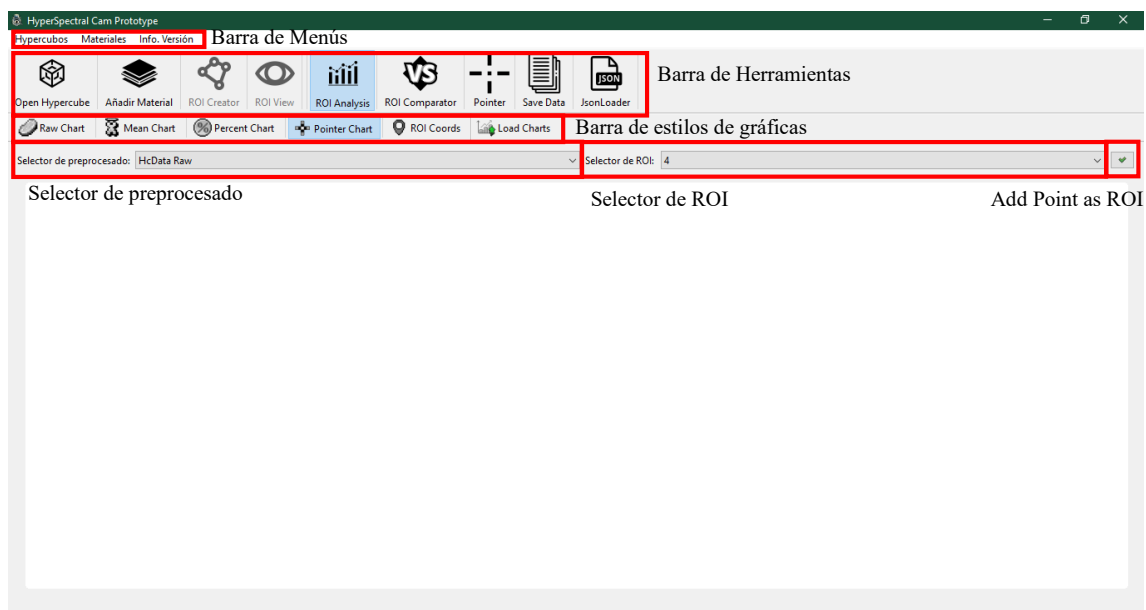 HyperSpectral Cam Prototype
Hypercubos Materiales Info. Versión Barra de Menús
VS JSON Barra de Herramientas
Open Hypercube Añadir Material ROI Creator ROI View ROI Analysis ROI Comparator Pointer Save Data JsonLoader
Raw Chart Mean Chart % Percent Chart Pointer Chart ROI Coords Load Charts Barra de estilos de gráficas
Selector de preprocesado: HcData Raw Selector de ROI: 4
Selector de preprocesado Selector de ROI Add Point as ROI